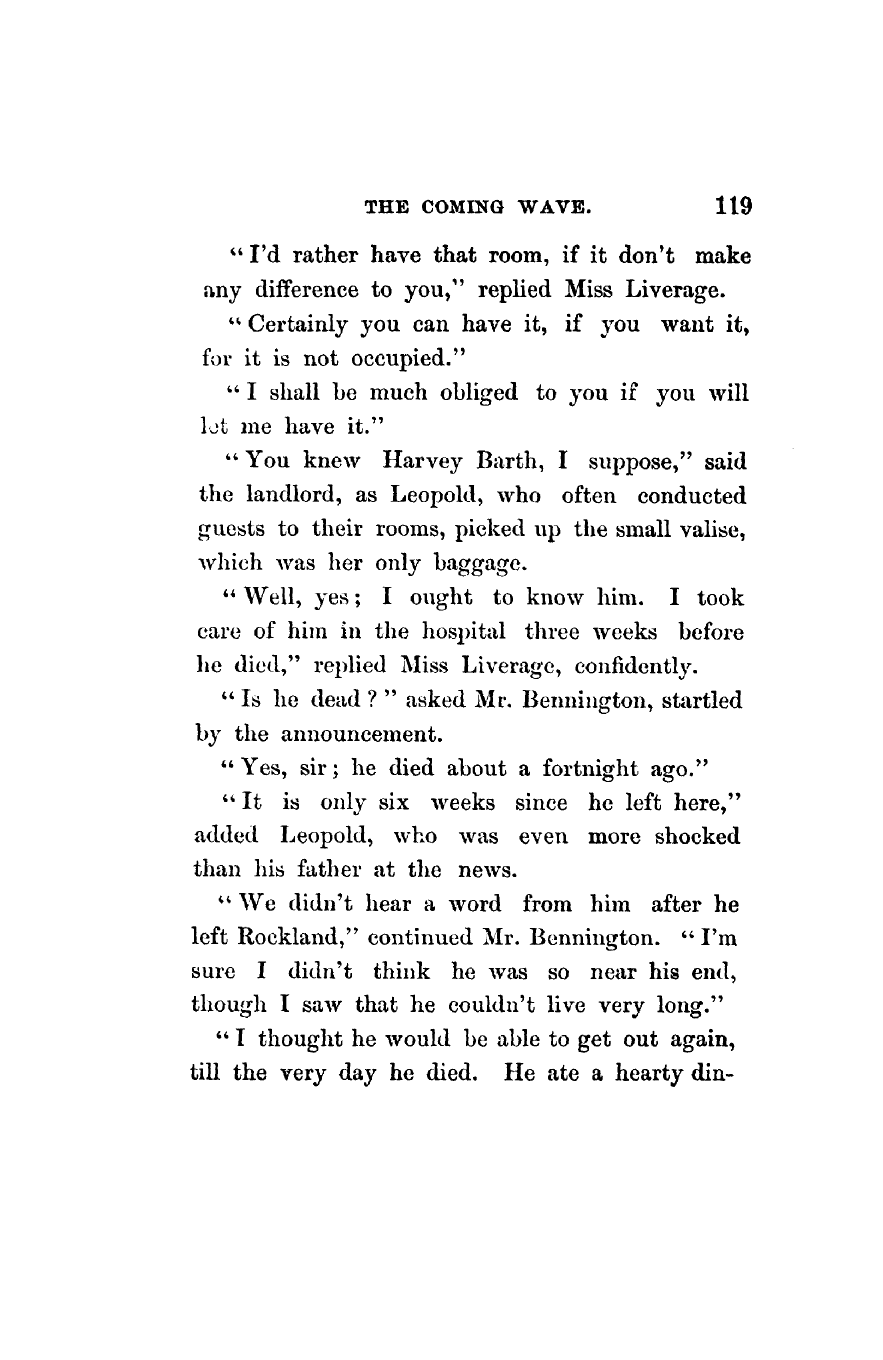 THE COMING WAVE. 119
“I’d rather have that room, if it don’t make
any difference to you,” replied Miss Liverage.
“Certainly you can have it, if you want it,
for it is not occupied.”
“I shall be much obliged to you if you will
let me have it.”
“You knew Harvey Barth, I suppose,” said
the landlord, as Leopold, who often conducted
guests to their rooms, picked up the small valise,
which was her only baggage.
“Well, yes; I ought to know him. I took
care of him in the hospital three weeks before
he died,” replied Miss Liverage, confidently.
“Is he dead?” asked Mr. Bennington, startled
by the announcement.
“Yes, sir; he died about a fortnight ago.”
“It is only six weeks since he left here,”
added Leopold, who was even more shocked
than his father at the news.
“We didn’t hear a word from him after he
left Rockland,” continued Mr. Bennington. “I’m
sure I didn’t think he was so near his end,
though I saw that he couldn’t live very long.”
“I thought he would be able to get out again,
till the very day he died. He ate a hearty din-